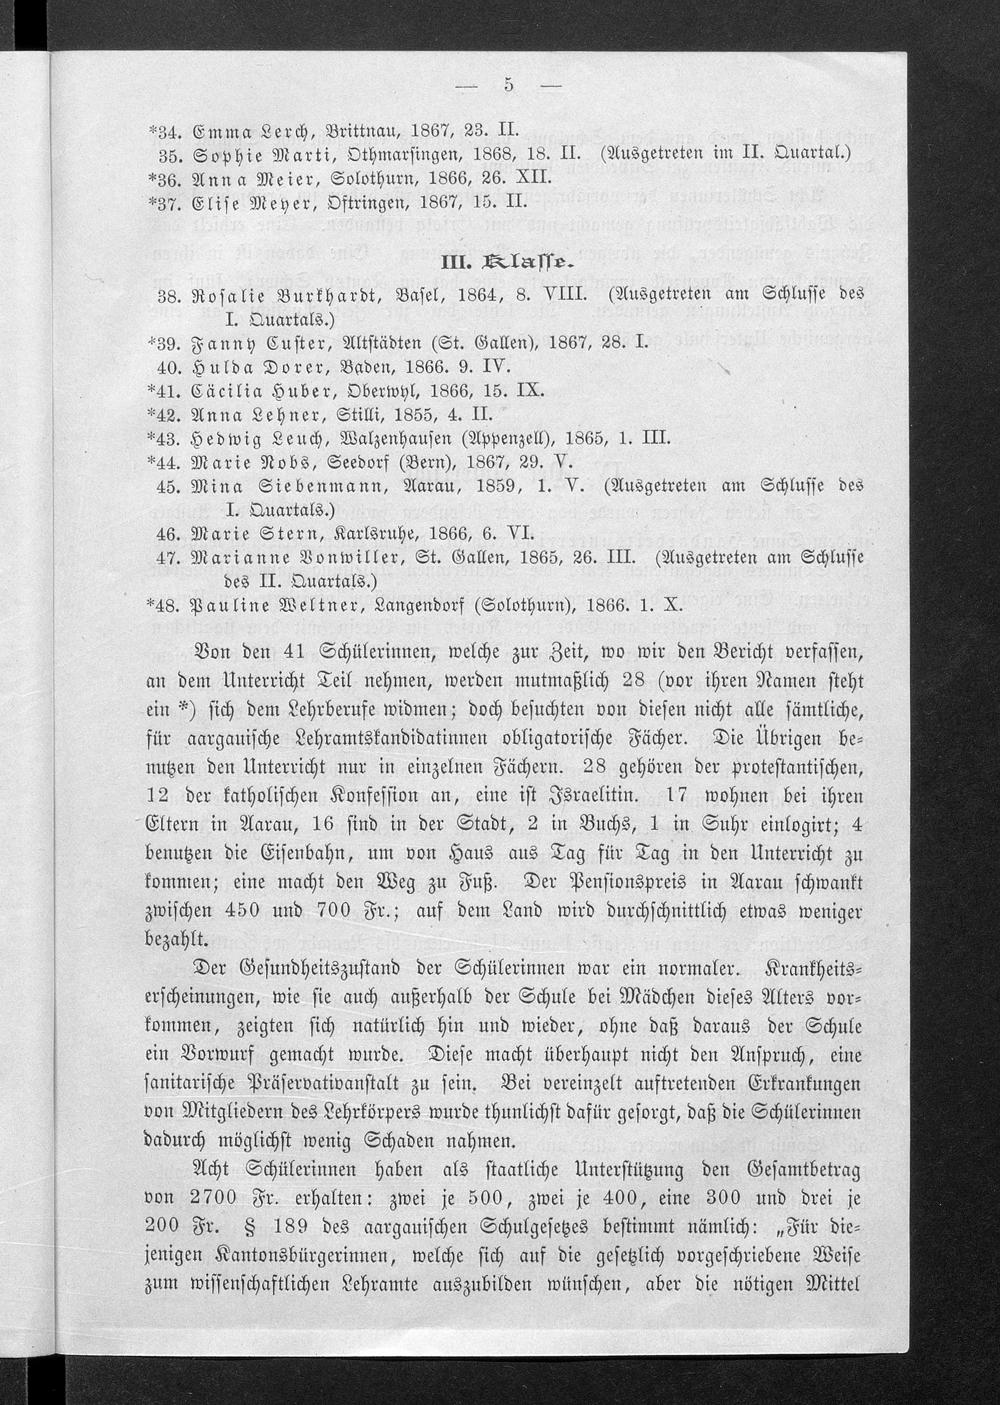 — 5 —
*34. Emma Lerch, Brittnau, 1867, 23. II.
35. Sophie Marti, Othmarsingen, 1868, 18. II. (Ausgetreten im II. Quartal.)
*36. Anna Meier, Solothurn, 1866, 26. XII.
*37. Elise Meyer, Oftringen, 1867, 15. II.
III. Klasse.
38. Rosalie Burkhardt, Basel, 1864, 8. VIII. (Ausgetreten am Schlusse des
I. Quartals.)
*39. Fanny Custer, Altstädten (St. Gallen), 1867, 28. I.
40. Hulda Dorer, Baden, 1866. 9. IV.
*41. Cäcilia Huber, Oberwyl, 1866, 15. IX.
*42. Anna Lehner, Stilli, 1855, 4. II.
*43. Hedwig Leuch, Walzenhausen (Appenzell), 1865, 1. III.
*44. Marie Nobs, Seedorf (Bern), 1867, 29. V.
45. Mina Siebenmann, Aarau, 1859, 1. V. (Ausgetreten am Schlusse des
I. Quartals.)
46. Marie Stern, Karlsruhe, 1866, 6. VI.
47. Marianne Vonwiller, St. Gallen, 1865, 26. III. (Ausgetreten am Schlusse
des II. Quartals.)
*48. Pauline Weltner, Langendorf (Solothurn), 1866. 1. X.
Von den 41 Schülerinnen, welche zur Zeit, wo wir den Bericht verfassen,
an dem Unterricht Teil nehmen, werden mutmaßlich 28 (vor ihren Namen steht
ein *) sich dem Lehrberufe widmen; doch besuchten von diesen nicht alle sämtliche,
für aargauische Lehramtskandidatinnen obligatorische Fächer. Die Übrigen be-
nutzen den Unterricht nur in einzelnen Fächern. 28 gehören der protestantischen,
12 der katholischen Konfession an, eine ist Israelitin. 17 wohnen bei ihren
Eltern in Aarau, 16 sind in der Stadt, 2 in Buchs, 1 in Suhr einlogirt; 4
benutzen die Eisenbahn, um von Haus aus Tag für Tag in den Unterricht zu
kommen; eine macht den Weg zu Fuß. Der Pensionspreis in Aarau schwankt
zwischen 450 und 700 Fr.; auf dem Land wird durchschnittlich etwas weniger
bezahlt.
Der Gesundheitszustand der Schülerinnen war ein normaler. Krankheits-
erscheinungen, wie sie auch außerhalb der Schule bei Mädchen dieses Alters vor-
kommen, zeigten sich natürlich hin und wieder, ohne daß daraus der Schule
ein Vorwurf gemacht wurde. Diese macht überhaupt nicht den Anspruch, eine
sanitarische Präservativanstalt zu sein. Bei vereinzelt auftretenden Erkrankungen
von Mitgliedern des Lehrkörpers wurde thunlichst dafür gesorgt, daß die Schülerinnen
dadurch möglichst wenig Schaden nahmen.
Acht Schülerinnen haben als staatliche Unterstützung den Gesamtbetrag
von 2700 Fr. erhalten: zwei je 500, zwei je 400, eine 300 und drei je
200 Fr. § 189 des aargauischen Schulgesetzes bestimmt nämlich: „Für die-
jenigen Kantonsbürgerinnen, welche sich auf die gesetzlich vorgeschriebene Weise
zum wissenschaftlichen Lehramte auszubilden wünschen, aber die nötigen Mittel